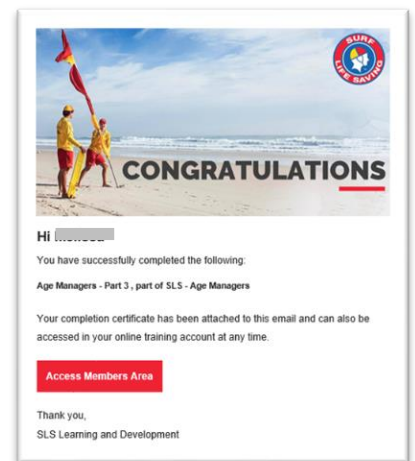 SURF
LIFE SAVING
CONGRATULATIONS
Hi
You have successfully completed the following:
Age Managers - Part 3 , part of SLS - Age Managers
Your completion certificate has been attached to this email and can also be
accessed in your online training account at any time.
Access Members Area
Thank you,
SLS Learning and Development